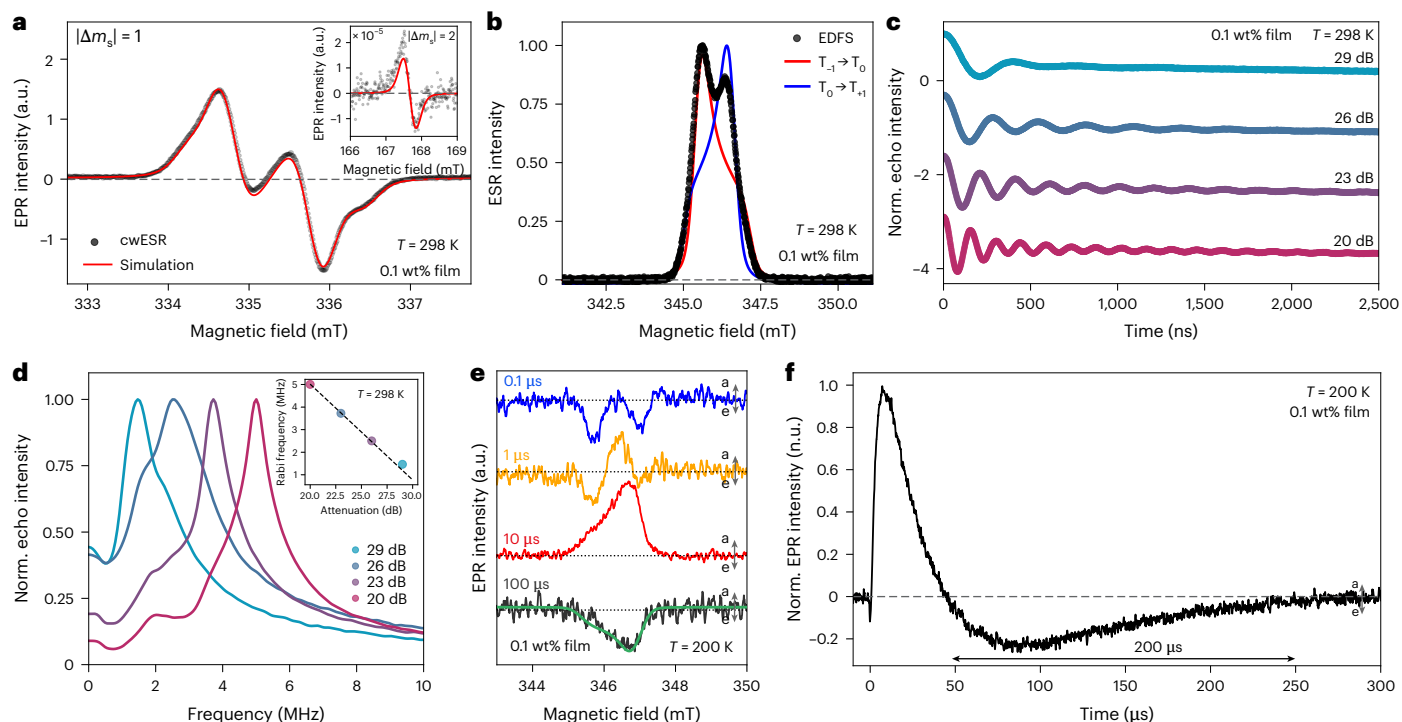 a
|Δmₛ| = 1
EPR intensity (a.u.)
2
1
0
−1
333
334
335
336
337
Magnetic field (mT)
cwESR
Simulation
T = 298 K
0.1 wt% film
× 10⁻⁵
|Δmₛ| = 2
EPR intensity (a.u.)
2
1
0
−1
166
167
168
169
Magnetic field (mT)
b
ESR intensity
1.00
0.75
0.50
0.25
0
342.5
345.0
347.5
350.0
Magnetic field (mT)
EDFS
T₋₁ → T₀
T₀ → T₊₁
T = 298 K
0.1 wt% film
c
Norm. echo intensity
0
−2
−4
0
500
1,000
1,500
2,000
2,500
Time (ns)
0.1 wt% film T = 298 K
29 dB
26 dB
23 dB
20 dB
d
Norm. echo intensity
1.00
0.75
0.50
0.25
0
0
2
4
6
8
10
Frequency (MHz)
Rabi frequency (MHz)
5
4
3
2
1
20.0
22.5
25.0
27.5
30.0
Attenuation (dB)
T = 298 K
29 dB
26 dB
23 dB
20 dB
e
EPR intensity (a.u.)
0.1 µs
a
e
1 µs
a
e
10 µs
a
e
100 µs
a
e
0.1 wt% film
T = 200 K
344
346
348
350
Magnetic field (mT)
f
Norm. EPR intensity (n.u.)
1.0
0.8
0.6
0.4
0.2
0
−0.2
T = 200 K
0.1 wt% film
a
e
200 µs
0
50
100
150
200
250
300
Time (µs)